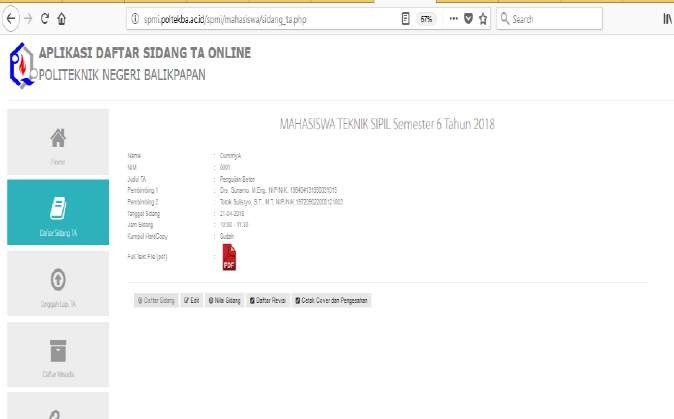 spmi.poltekba.ac.id/spmi/mahasiswa/sidang_ta.php
67%
Search
APLIKASI DAFTAR SIDANG TA ONLINE
POLITEKNIK NEGERI BALIKPAPAN
MAHASISWA TEKNIK SIPIL Semester 6 Tahun 2018
Home
Daftar Sidang TA
Unggah Lap. TA
Daftar Wisuda
Nama : DummyA
NIM : 0001
Judul TA : Pengujian Beton
Pembimbing 1 : Drs. Sunarno, M.Eng., NIP/NIK.
Pembimbing 2 : Totok Sulistyo, S.T., M.T, NIP/NIK.
Tanggal Sidang : 21-04-2018
Jam Sidang : 10:00 - 11:30
Kumpul HardCopy : Sudah
Full Text File (pdf) :
PDF
Daftar Sidang Edit Nilai Sidang Daftar Revisi Cetak Cover dan Pengesahan